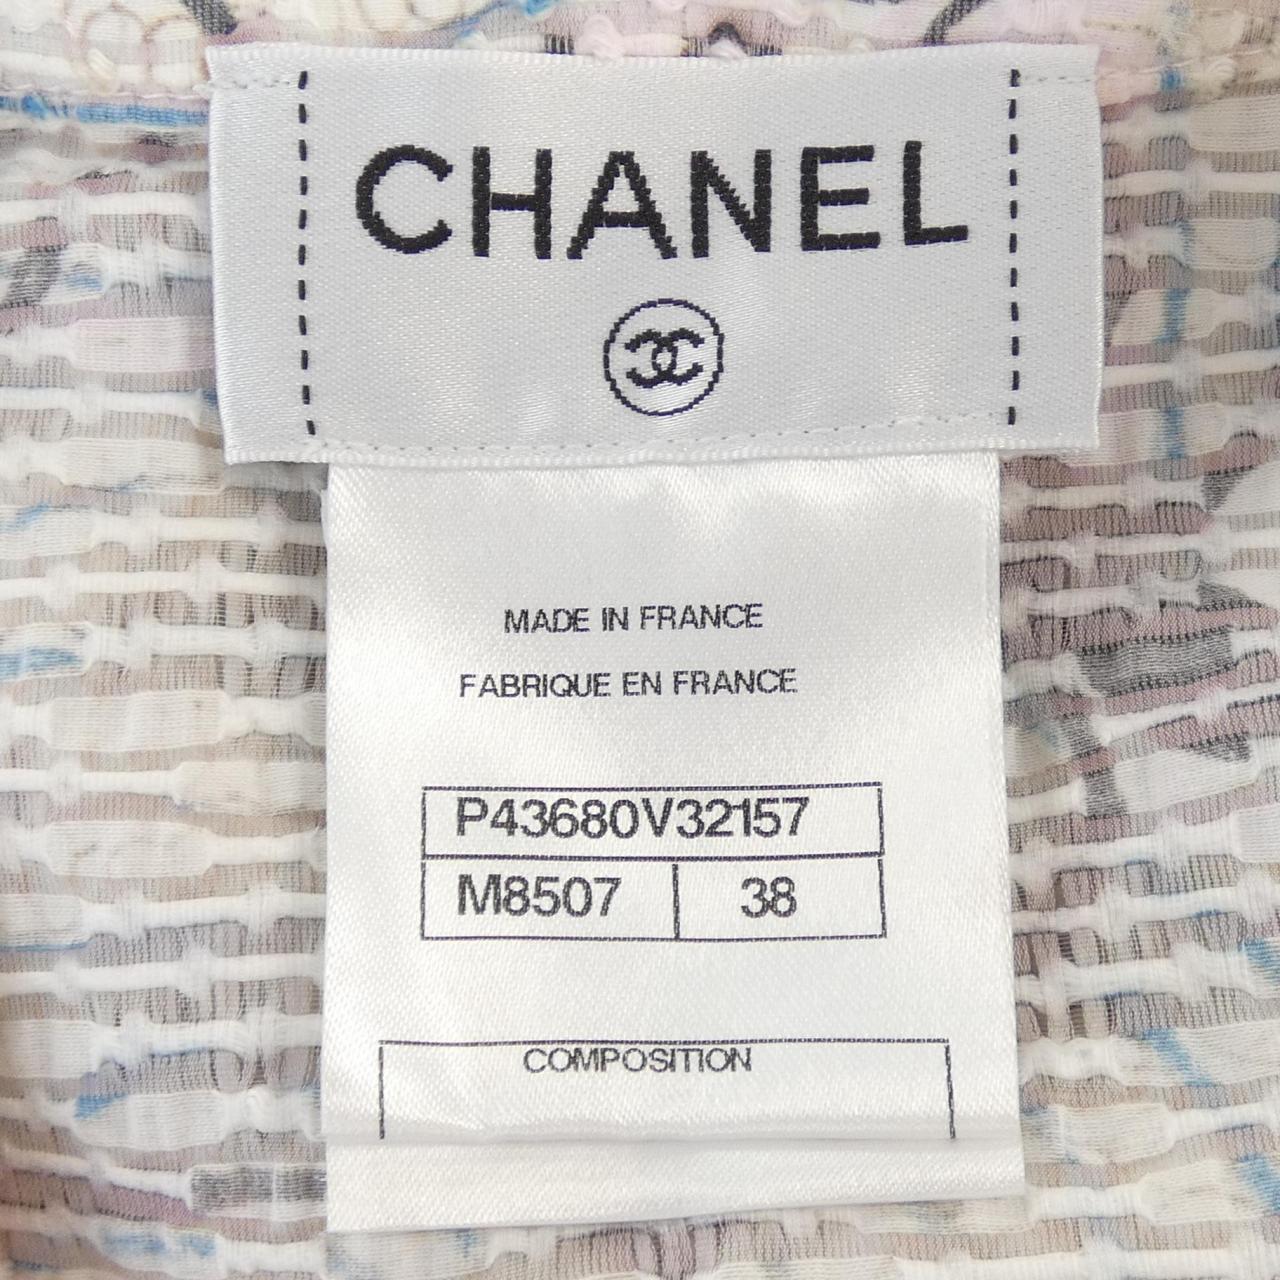 CHANEL
MADE IN FRANCE
FABRIQUE EN FRANCE
P43680V32157
M8507 38
COMPOSITION